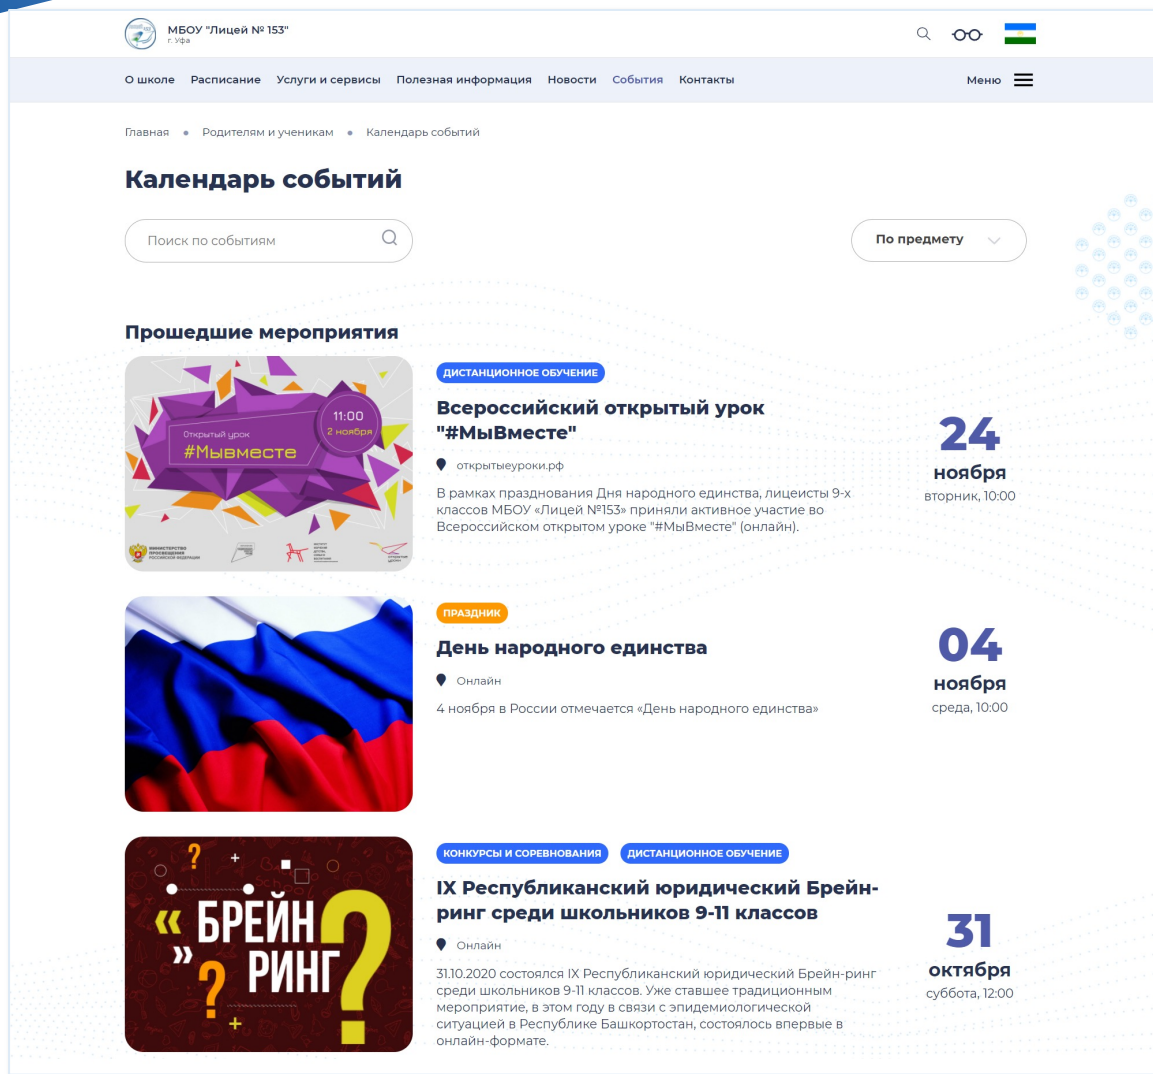 МБОУ "Лицей № 153"
г. Уфа
О школе Расписание Услуги и сервисы Полезная информация Новости События Контакты Меню
Главная Родителям и ученикам Календарь событий
Календарь событий
Поиск по событиям
По предмету
Прошедшие мероприятия
11:00
2 ноября
Открытый урок
#Мывместе
МИНИСТЕРСТВО
ПРОСВЕЩЕНИЯ
РОССИЙСКОЙ ФЕДЕРАЦИИ
ДИСТАНЦИОННОЕ ОБУЧЕНИЕ
Всероссийский открытый урок
"#МыВместе"
открытыеуроки.рф
В рамках празднования Дня народного единства, лицеисты 9-х
классов МБОУ «Лицей №153» приняли активное участие во
Всероссийском открытом уроке "#МыВместе" (онлайн).
24
ноября
вторник, 10:00
ПРАЗДНИК
День народного единства
Онлайн
4 ноября в России отмечается «День народного единства»
04
ноября
среда, 10:00
« БРЕЙН
» РИНГ
?
?
?
КОНКУРСЫ И СОРЕВНОВАНИЯ ДИСТАНЦИОННОЕ ОБУЧЕНИЕ
IX Республиканский юридический Брейн-
ринг среди школьников 9-11 классов
Онлайн
31.10.2020 состоялся IX Республиканский юридический Брейн-ринг
среди школьников 9-11 классов. Уже ставшее традиционным
мероприятие, в этом году в связи с эпидемиологической
ситуацией в Республике Башкортостан, состоялось впервые в
онлайн-формате.
31
октября
суббота, 12:00